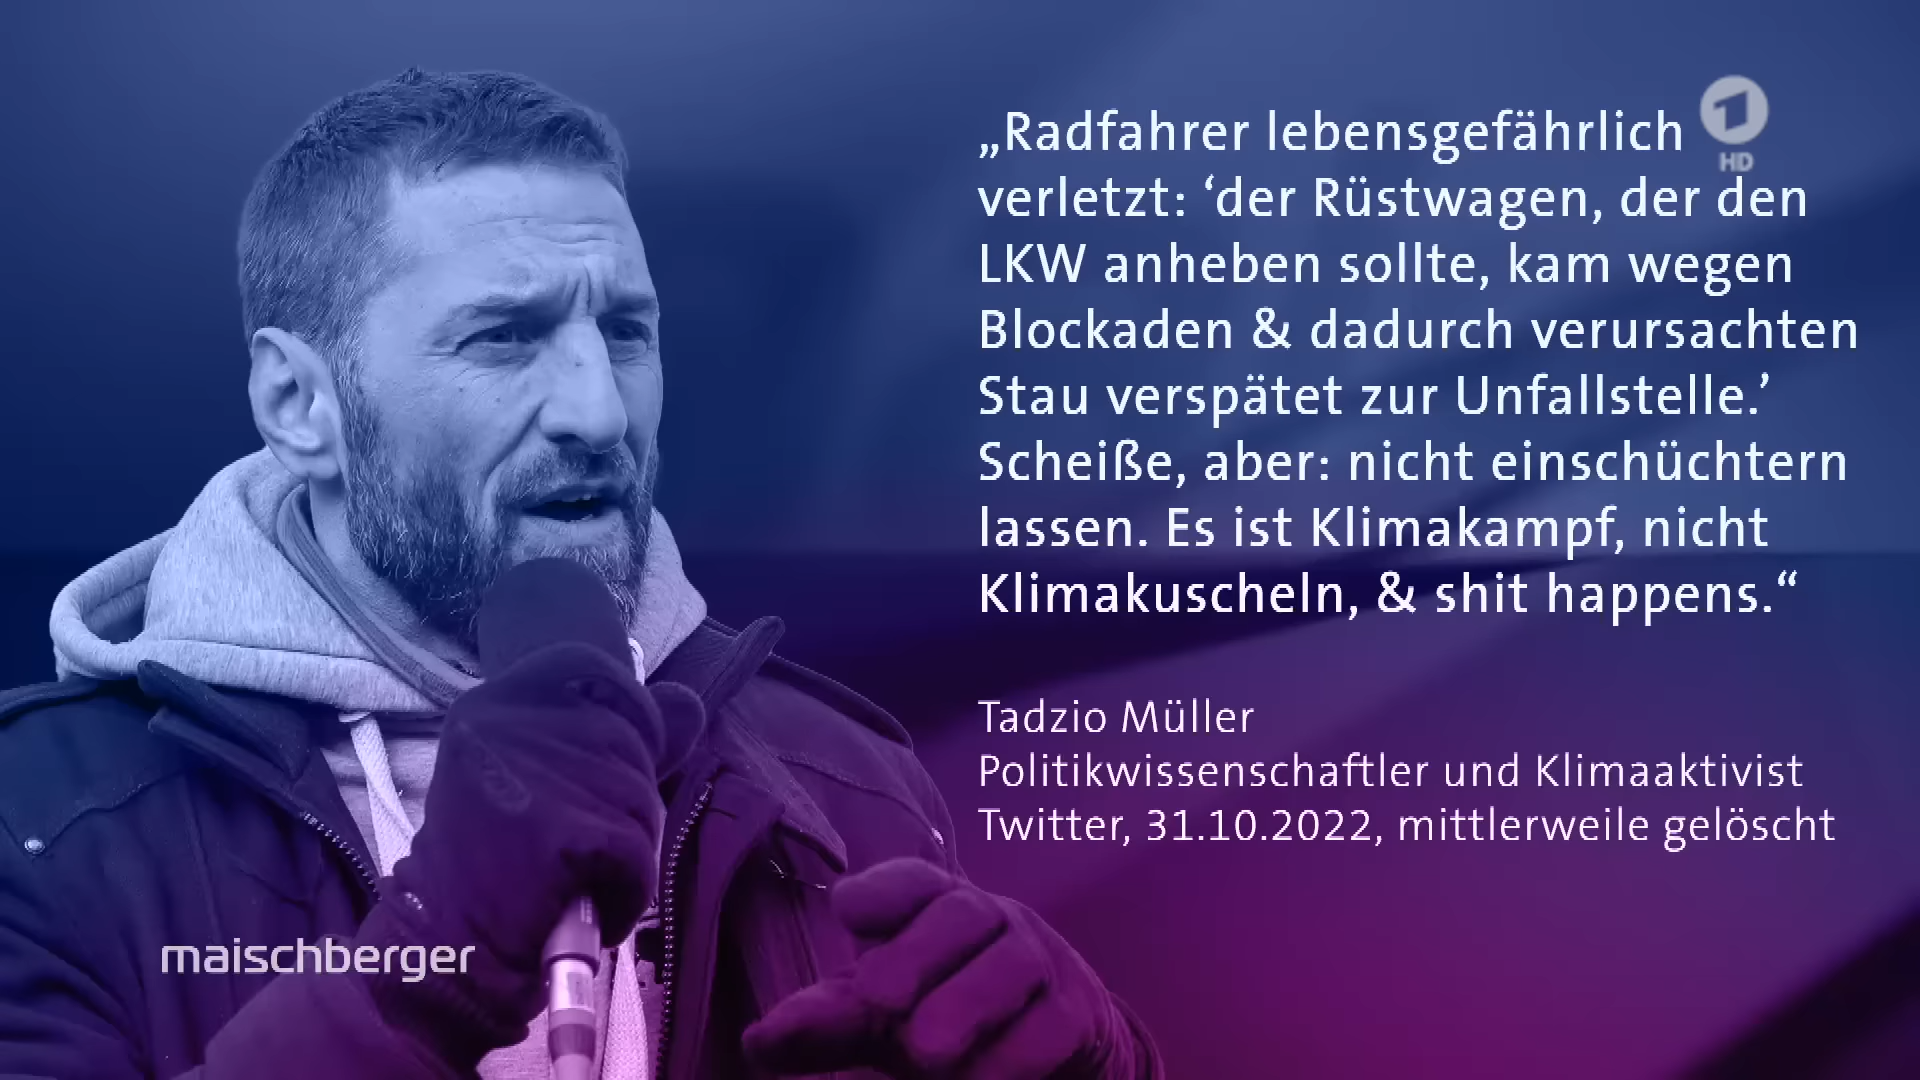 „Radfahrer lebensgefährlich
verletzt: ‘der Rüstwagen, der den
LKW anheben sollte, kam wegen
Blockaden & dadurch verursachten
Stau verspätet zur Unfallstelle.’
Scheiße, aber: nicht einschüchtern
lassen. Es ist Klimakampf, nicht
Klimakuscheln, & shit happens.“
Tadzio Müller
Politikwissenschaftler und Klimaaktivist
Twitter, 31.10.2022, mittlerweile gelöscht
maischberger
1
HD